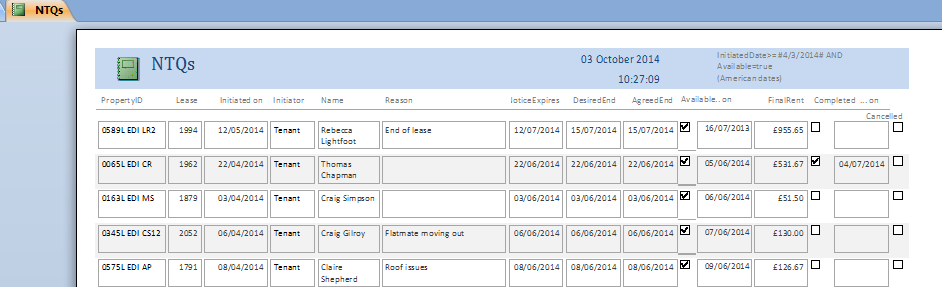 NTQs
NTQs
03 October 2014
10:27:09
InitiatedDate>=#4/3/2014# AND
Available=true
(American dates)
PropertyID Lease Initiated on Initiator Name Reason JoticeExpires DesiredEnd AgreedEnd Available.. on FinalRent Completed ... on
Cancelled
0589L EDI LR2 1994 12/05/2014 Tenant Rebecca End of lease 12/07/2014 15/07/2014 15/07/2014 16/07/2013 £955.65
Lightfoot
0065L EDI CR 1962 22/04/2014 Tenant Thomas 22/06/2014 22/06/2014 22/06/2014 05/06/2014 £531.67 04/07/2014
Chapman
0163L EDI MS 1879 03/04/2014 Tenant Craig Simpson 03/06/2014 03/06/2014 03/06/2014 06/06/2014 £51.50
0345L EDI CS12 2052 06/04/2014 Tenant Craig Gilroy Flatmate moving out 06/06/2014 06/06/2014 06/06/2014 07/06/2014 £130.00
0575L EDI AP 1791 08/04/2014 Tenant Claire Roof issues 08/06/2014 08/06/2014 08/06/2014 09/06/2014 £126.67
Shepherd